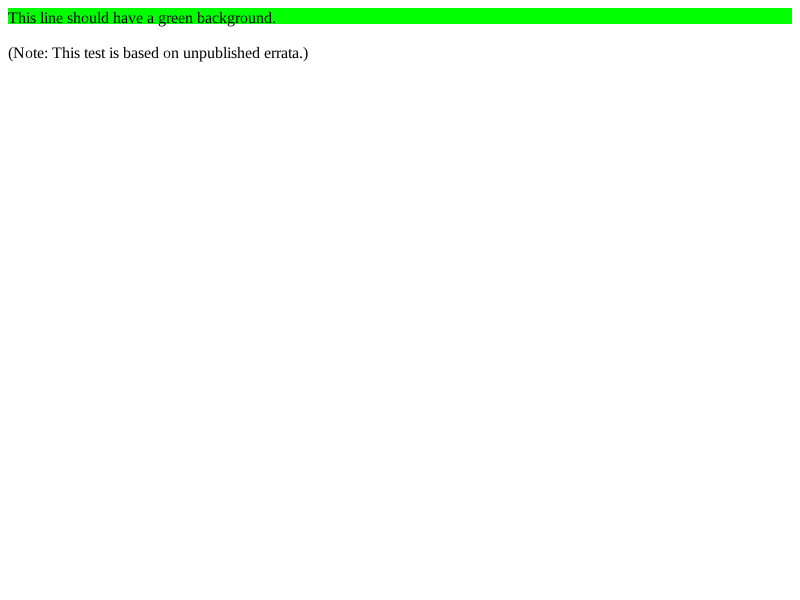 This line should have a green background.
(Note: This test is based on unpublished errata.)